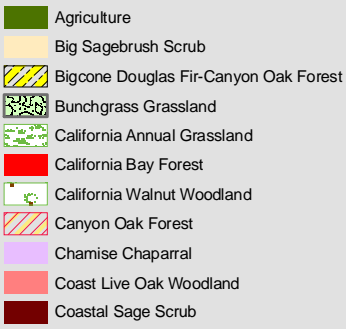 Agriculture
Big Sagebrush Scrub
Bigcone Douglas Fir-Canyon Oak Forest
Bunchgrass Grassland
California Annual Grassland
California Bay Forest
California Walnut Woodland
Canyon Oak Forest
Chamise Chaparral
Coast Live Oak Woodland
Coastal Sage Scrub